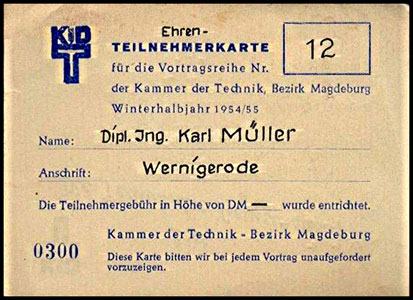 KDT
Ehren-
TEILNEHMERKARTE
12
für die Vortragsreihe Nr.
der Kammer der Technik, Bezirk Magdeburg
Winterhalbjahr 1954/55
Name: Dipl. Jng. Karl Müller
Anschrift: Wernigerode
Die Teilnehmergebühr in Höhe von DM — wurde entrichtet.
0300
Kammer der Technik - Bezirk Magdeburg
Diese Karte bitten wir bei jedem Vortrag unaufgefordert
vorzuzeigen.